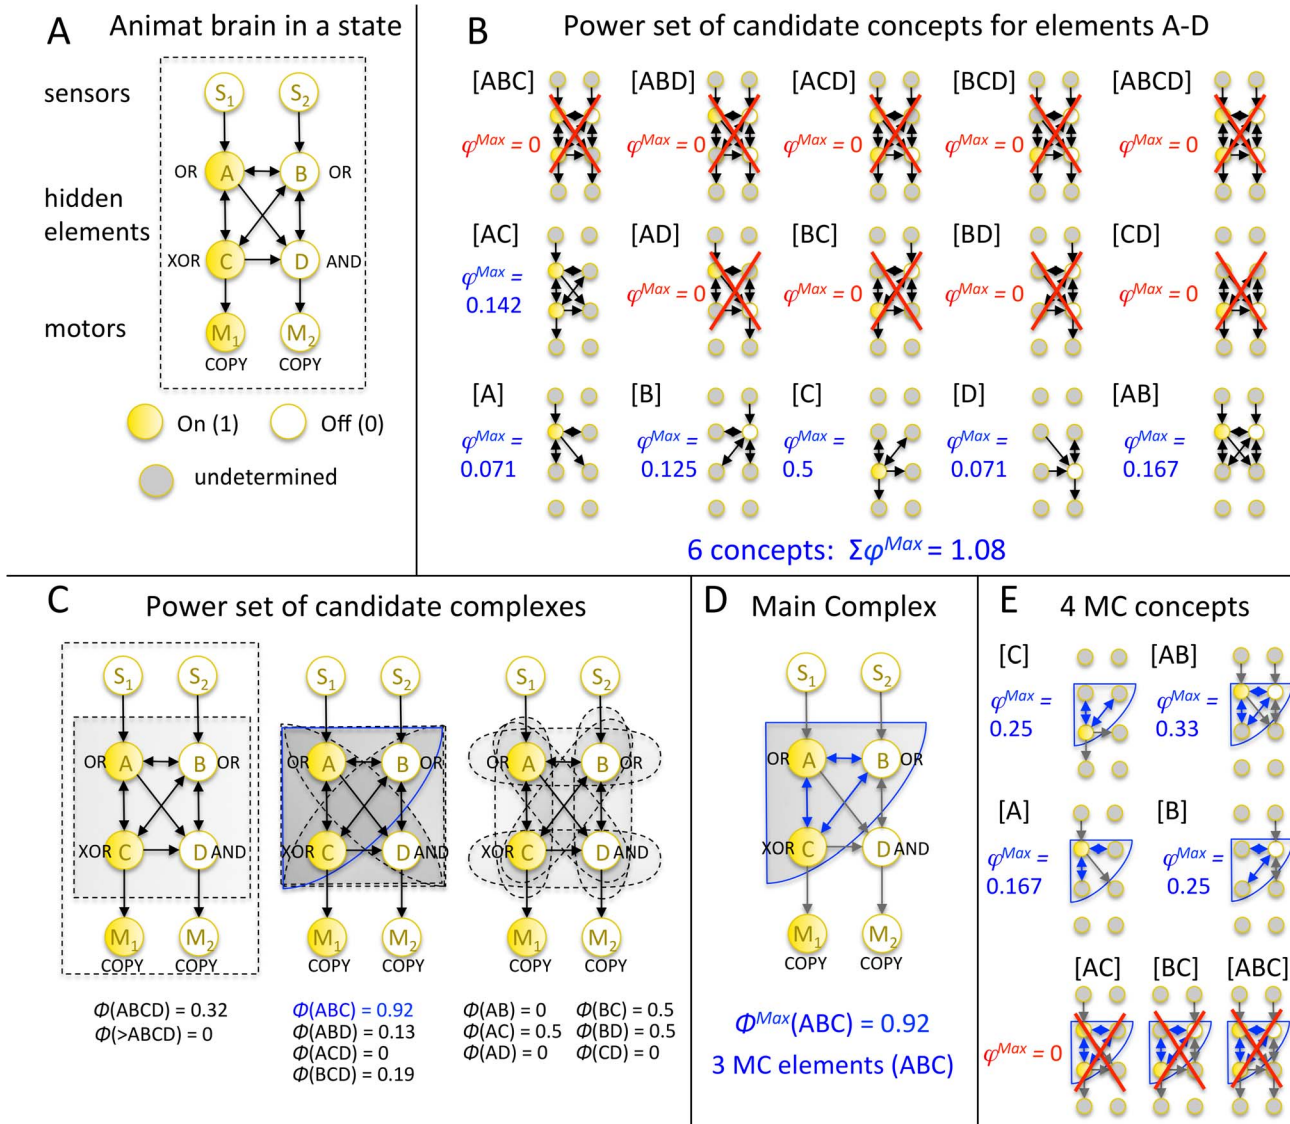 A Animat brain in a state
sensors
S1 S2
OR A B OR
hidden
elements
XOR C D AND
motors
M1 M2
COPY COPY
On (1) Off (0)
undetermined
B Power set of candidate concepts for elements A-D
[ABC] [ABD] [ACD] [BCD] [ABCD]
φMax = 0 φMax = 0 φMax = 0 φMax = 0 φMax = 0
[AC] [AD] [BC] [BD] [CD]
φMax = 0.142 φMax = 0 φMax = 0 φMax = 0 φMax = 0
[A] [B] [C] [D] [AB]
φMax = φMax = φMax = φMax = φMax =
0.071 0.125 0.5 0.071 0.167
6 concepts: ΣφMax = 1.08
C Power set of candidate complexes
S1 S2 S1 S2 S1 S2
OR A B OR OR A B OR OR A B OR
XOR C D AND XOR C D AND XOR C D AND
M1 M2 M1 M2 M1 M2
COPY COPY COPY COPY COPY COPY
Φ(ABCD) = 0.32
Φ(>ABCD) = 0
Φ(ABC) = 0.92
Φ(ABD) = 0.13
Φ(ACD) = 0
Φ(BCD) = 0.19
Φ(AB) = 0 Φ(BC) = 0.5
Φ(AC) = 0.5 Φ(BD) = 0.5
Φ(AD) = 0 Φ(CD) = 0
D Main Complex
S1 S2
OR A B OR
XOR C D AND
M1 M2
COPY COPY
ΦMax(ABC) = 0.92
3 MC elements (ABC)
E 4 MC concepts
[C] [AB]
φMax = φMax =
0.25 0.33
[A] [B]
φMax = φMax =
0.167 0.25
[AC] [BC] [ABC]
φMax = 0